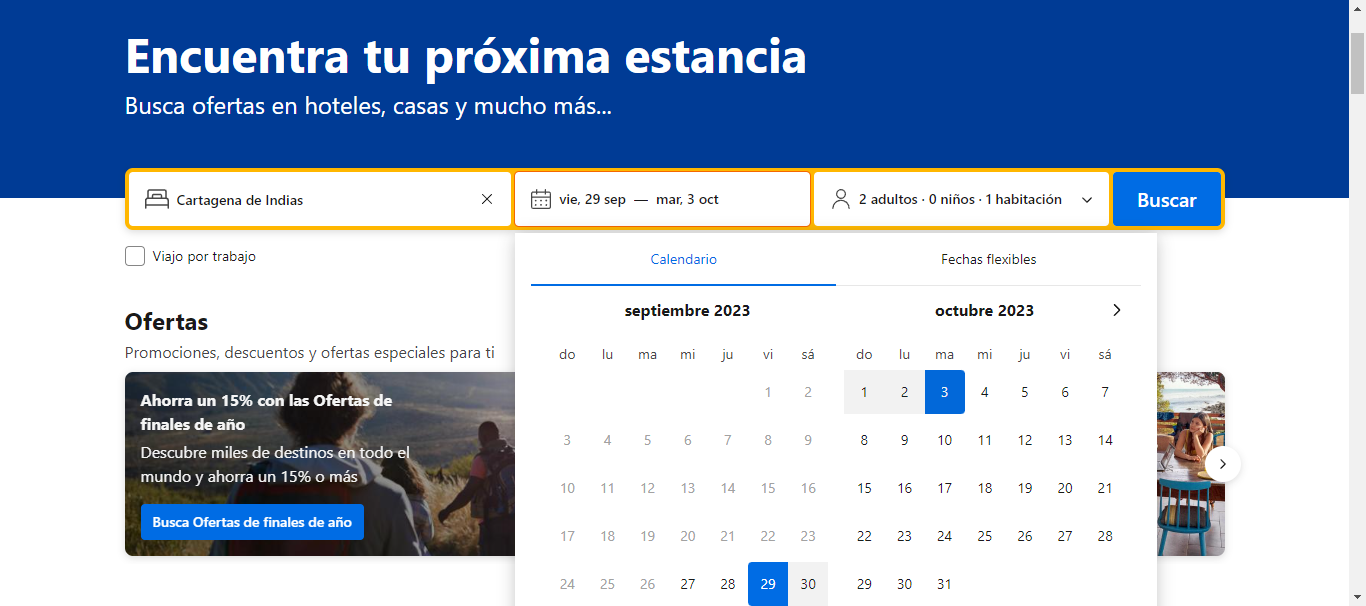 Encuentra tu próxima estancia
Busca ofertas en hoteles, casas y mucho más...
Cartagena de Indias
vie, 29 sep — mar, 3 oct
2 adultos · 0 niños · 1 habitación
Buscar
Viajo por trabajo
Calendario
Fechas flexibles
septiembre 2023
do lu ma mi ju vi sá
1 2
3 4 5 6 7 8 9
10 11 12 13 14 15 16
17 18 19 20 21 22 23
24 25 26 27 28 29 30
octubre 2023
do lu ma mi ju vi sá
1 2 3 4 5 6 7
8 9 10 11 12 13 14
15 16 17 18 19 20 21
22 23 24 25 26 27 28
29 30 31
Ofertas
Promociones, descuentos y ofertas especiales para ti
Ahorra un 15% con las Ofertas de
finales de año
Descubre miles de destinos en todo el
mundo y ahorra un 15% o más
Busca Ofertas de finales de año